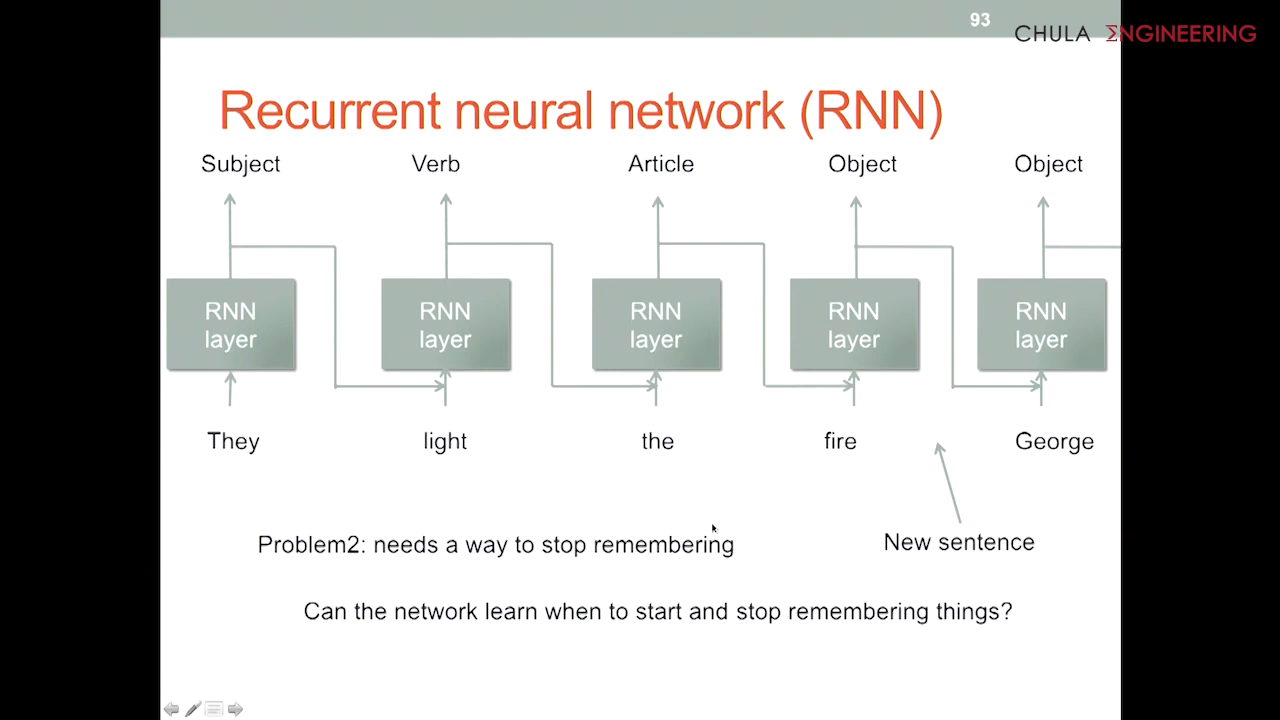 93
CHULA ΣNGINEERING
Recurrent neural network (RNN)
Subject Verb Article Object Object
RNN layer RNN layer RNN layer RNN layer RNN layer
They light the fire George
Problem2: needs a way to stop remembering
New sentence
Can the network learn when to start and stop remembering things?